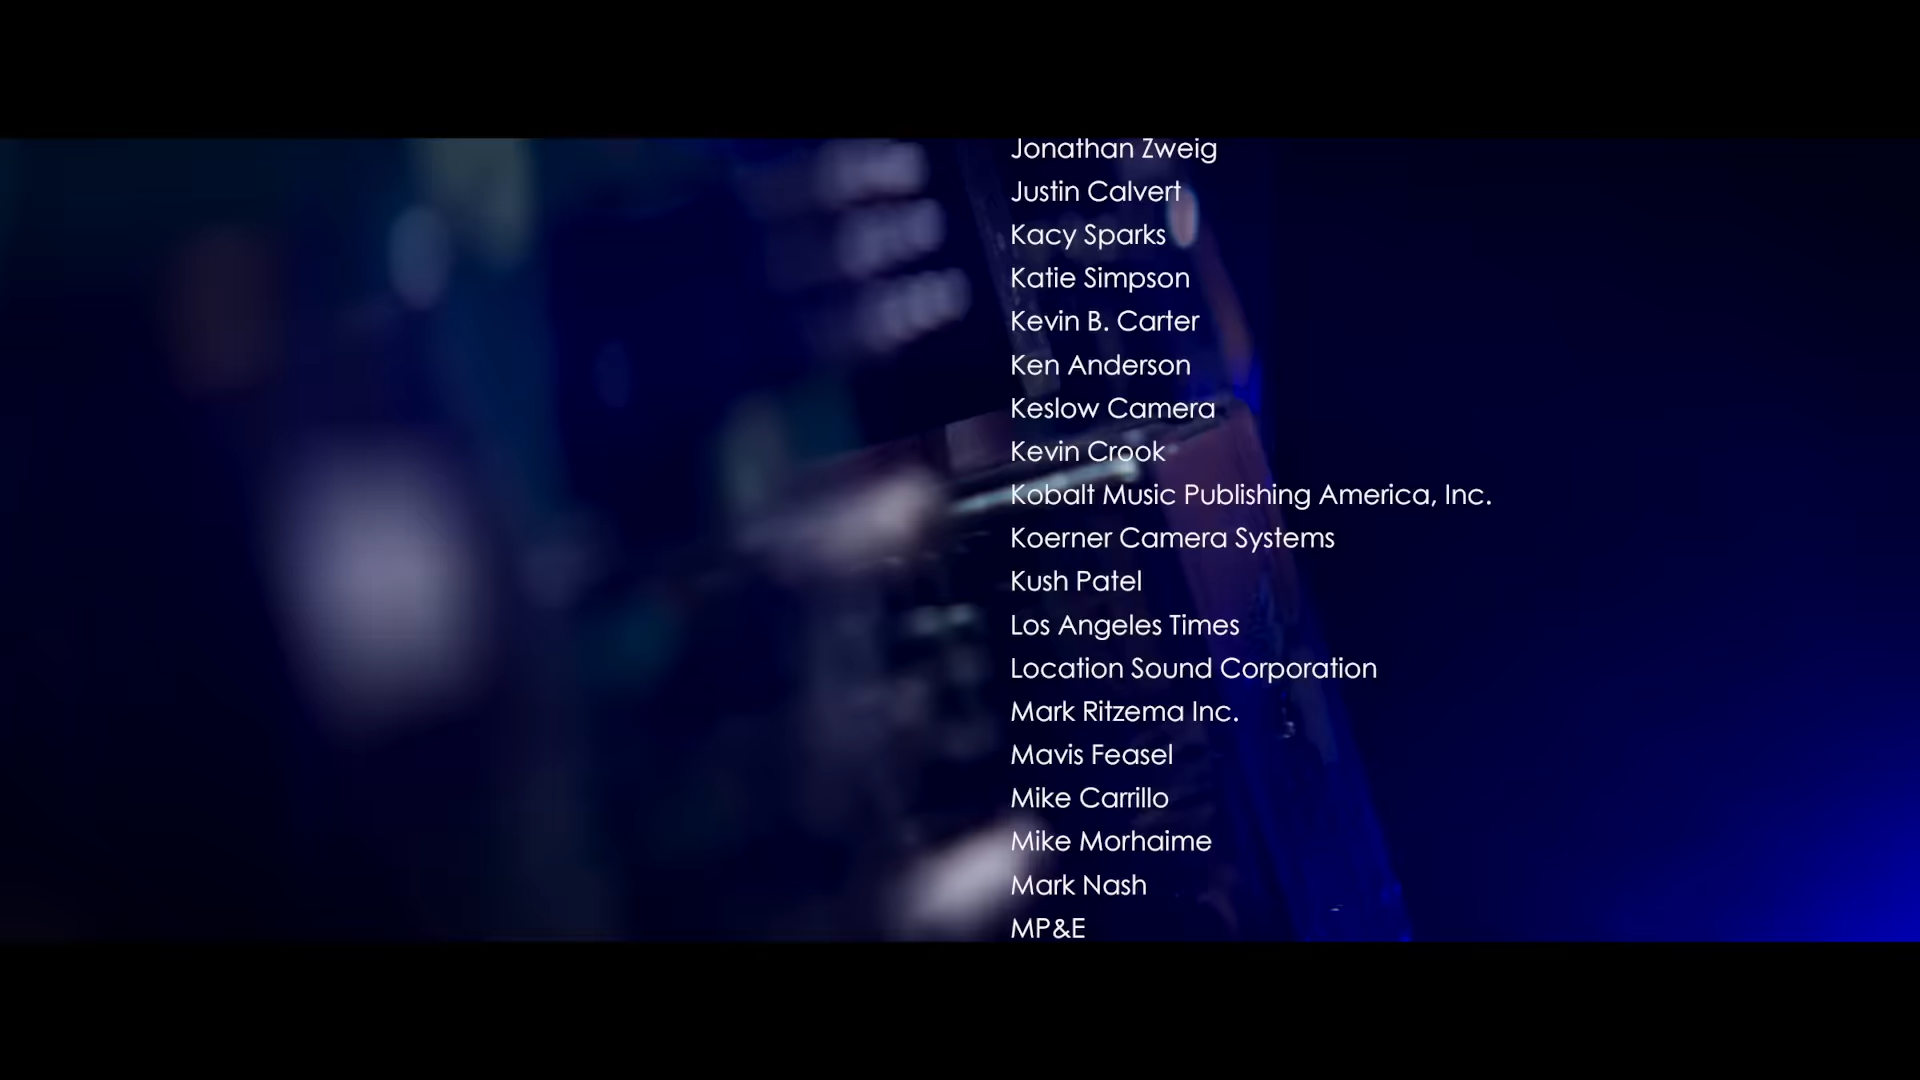 Jonathan Zweig
Justin Calvert
Kacy Sparks
Katie Simpson
Kevin B. Carter
Ken Anderson
Keslow Camera
Kevin Crook
Kobalt Music Publishing America, Inc.
Koerner Camera Systems
Kush Patel
Los Angeles Times
Location Sound Corporation
Mark Ritzema Inc.
Mavis Feasel
Mike Carrillo
Mike Morhaime
Mark Nash
MP&E